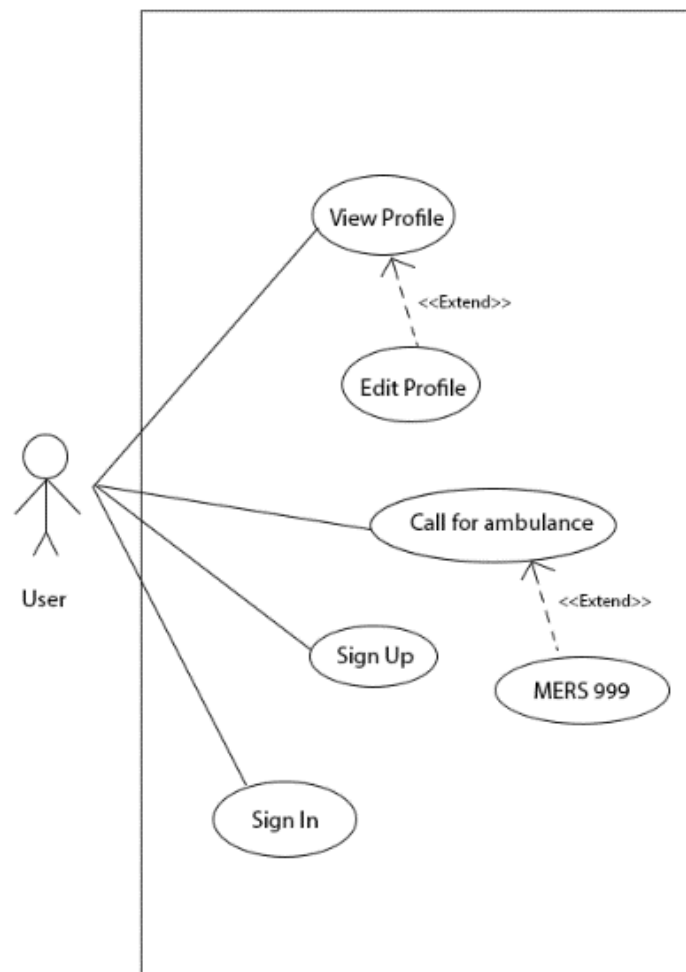 View Profile
<<Extend>>
Edit Profile
Call for ambulance
User
<<Extend>>
Sign Up
MERS 999
Sign In